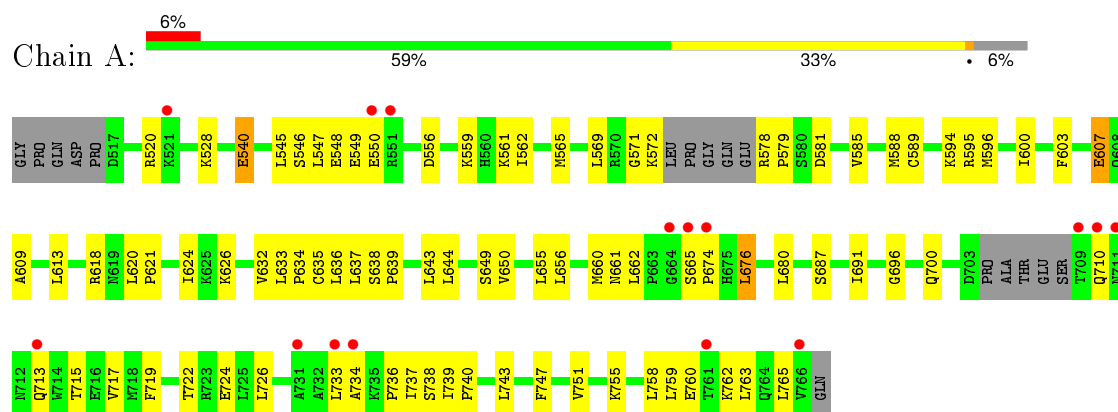 6%
Chain A:
59% 33% • 6%
GLY PRO GLN ASP PRO D517 R520 K521 K528 E540 L545 S546 L547 E548 E549 E550 R551 D556 K559 H560 K561 I562 M565 L569 R570 G571 K572 LEU PRO GLY GLN GLU R578 P579 S580 D581 V585 M588 C589 K594 R595 M596 I600 F603 E607 Q608
A609 L613 R618 N619 L620 P621 I624 K625 K626 V632 L633 P634 C635 L636 L637 S638 P639 L643 L644 S649 V650 L655 L656 M660 N661 L662 P663 G664 S665 P674 H675 L676 L680 S687 I691 G696 Q700 D703 PRO ALA THR GLU SER T709 Q710 N711
N712 Q713 W714 T715 E716 V717 M718 F719 T722 R723 E724 L725 L726 A731 A732 L733 A734 K735 P736 I737 S738 I739 P740 L743 F747 V751 K755 L758 L759 E760 T761 K762 L763 Q764 L765 V766 GLN